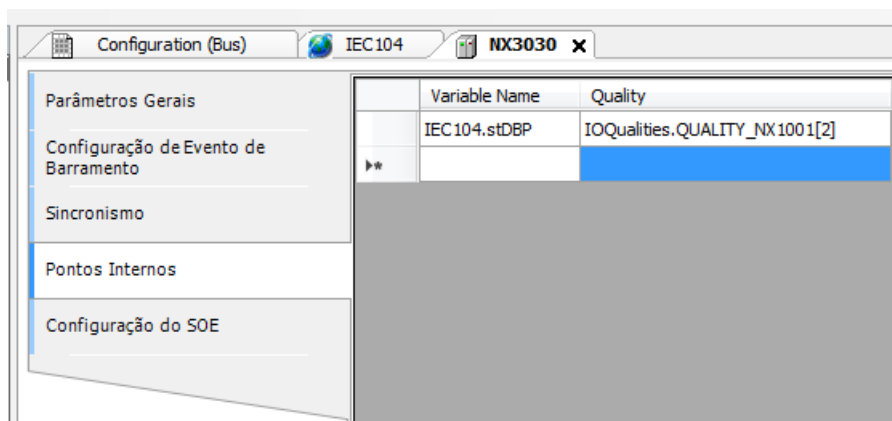 Configuration (Bus) IEC104 NX3030
Parâmetros Gerais
Configuração de Evento de
Barramento
Sincronismo
Pontos Internos
Configuração do SOE
Variable Name Quality
IEC104.stDBP IOQualities.QUALITY_NX1001[2]